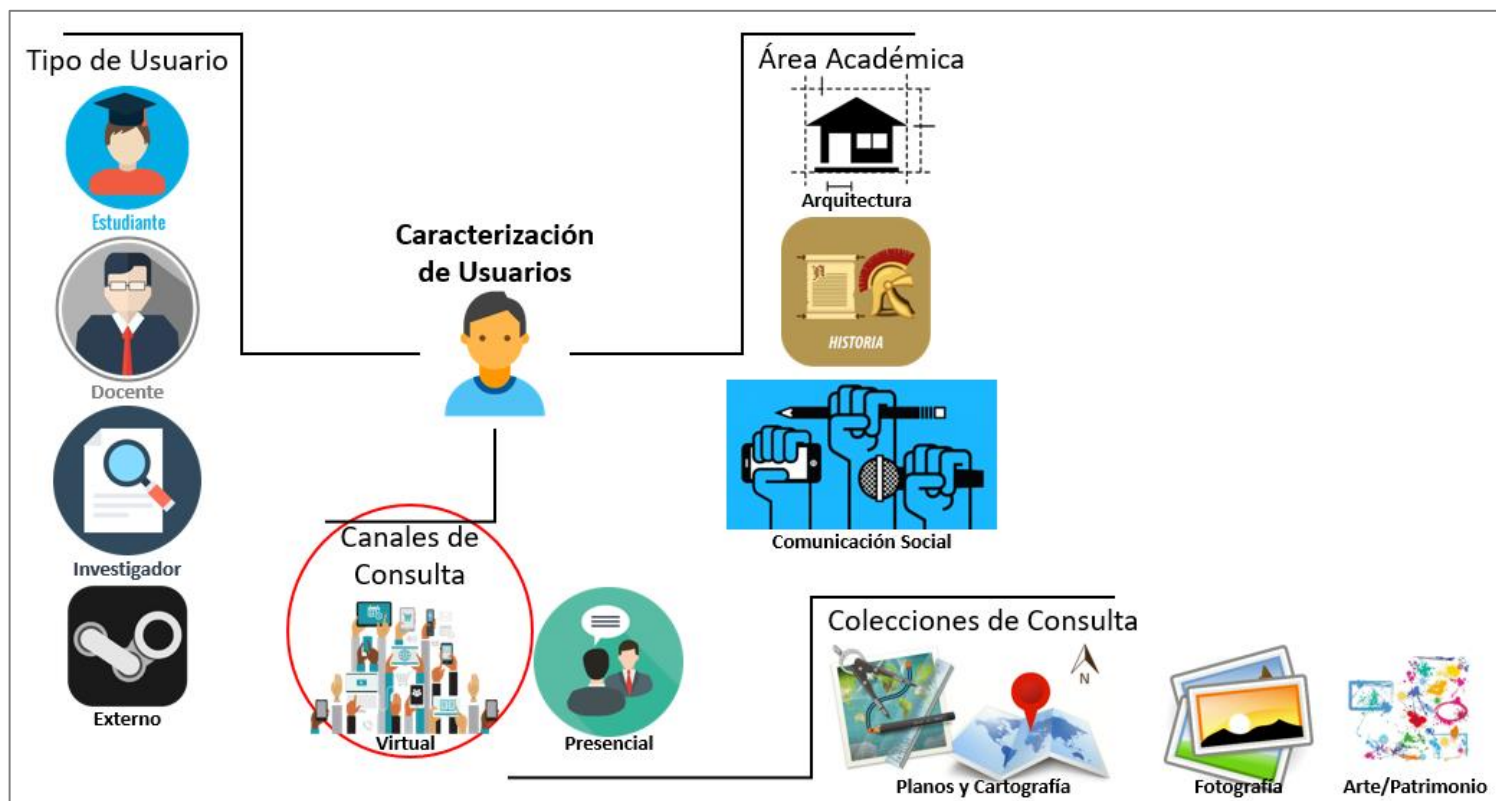 Tipo de Usuario
Estudiante
Docente
Investigador
Externo
Caracterización
de Usuarios
Área Académica
Arquitectura
HISTORIA
Comunicación Social
Canales de
Consulta
Virtual
Presencial
Colecciones de Consulta
N
Planos y Cartografía
Fotografía
Arte/Patrimonio